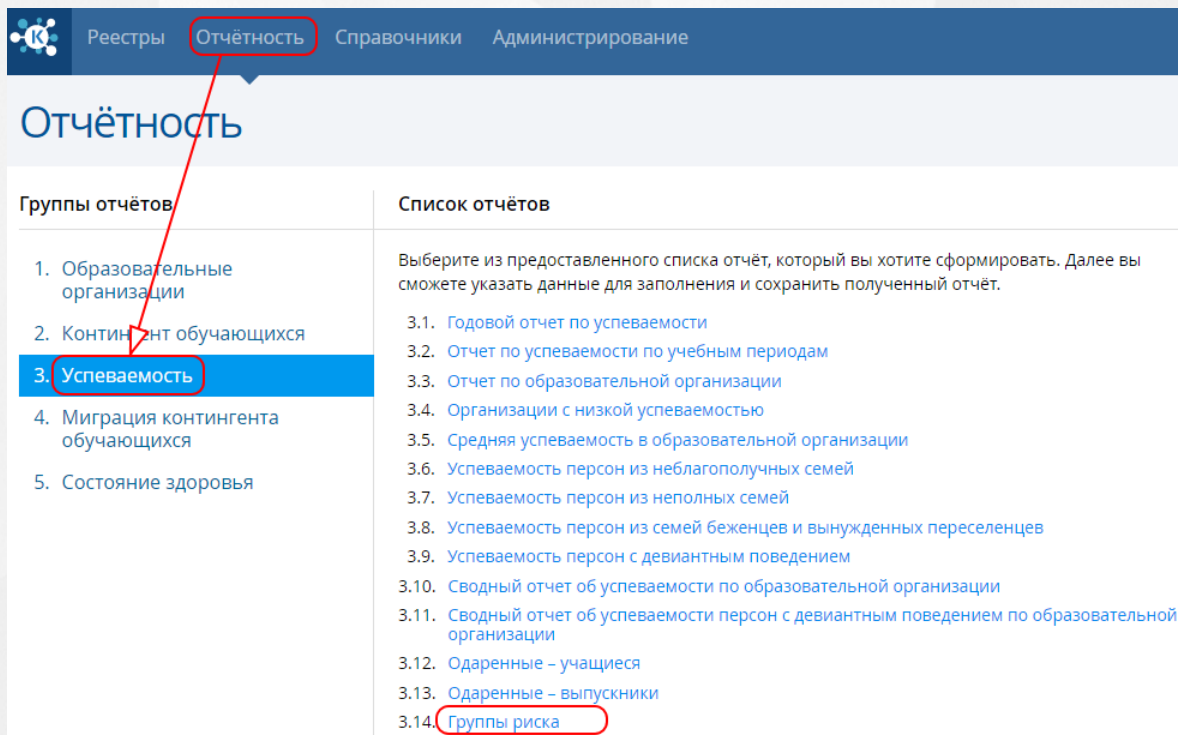 К Реестры Отчётность Справочники Администрирование
Отчётность
Группы отчётов
1. Образовательные
организации
2. Контингент обучающихся
3. Успеваемость
4. Миграция контингента
обучающихся
5. Состояние здоровья
Список отчётов
Выберите из предоставленного списка отчёт, который вы хотите сформировать. Далее вы
сможете указать данные для заполнения и сохранить полученный отчёт.
3.1. Годовой отчет по успеваемости
3.2. Отчет по успеваемости по учебным периодам
3.3. Отчет по образовательной организации
3.4. Организации с низкой успеваемостью
3.5. Средняя успеваемость в образовательной организации
3.6. Успеваемость персон из неблагополучных семей
3.7. Успеваемость персон из неполных семей
3.8. Успеваемость персон из семей беженцев и вынужденных переселенцев
3.9. Успеваемость персон с девиантным поведением
3.10. Сводный отчет об успеваемости по образовательной организации
3.11. Сводный отчет об успеваемости персон с девиантным поведением по образовательной
организации
3.12. Одаренные – учащиеся
3.13. Одаренные – выпускники
3.14. Группы риска